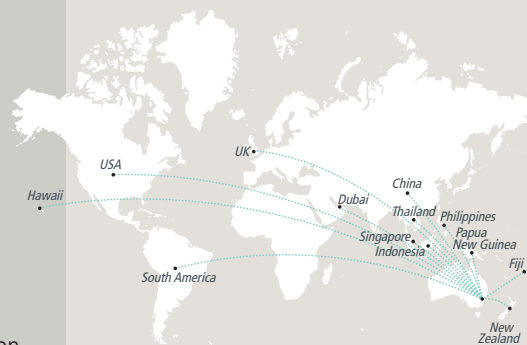 UK
USA
China
Hawaii
Dubai
Thailand
Philippines
Singapore
Papua
New Guinea
Indonesia
Fiji
South America
New
Zealand